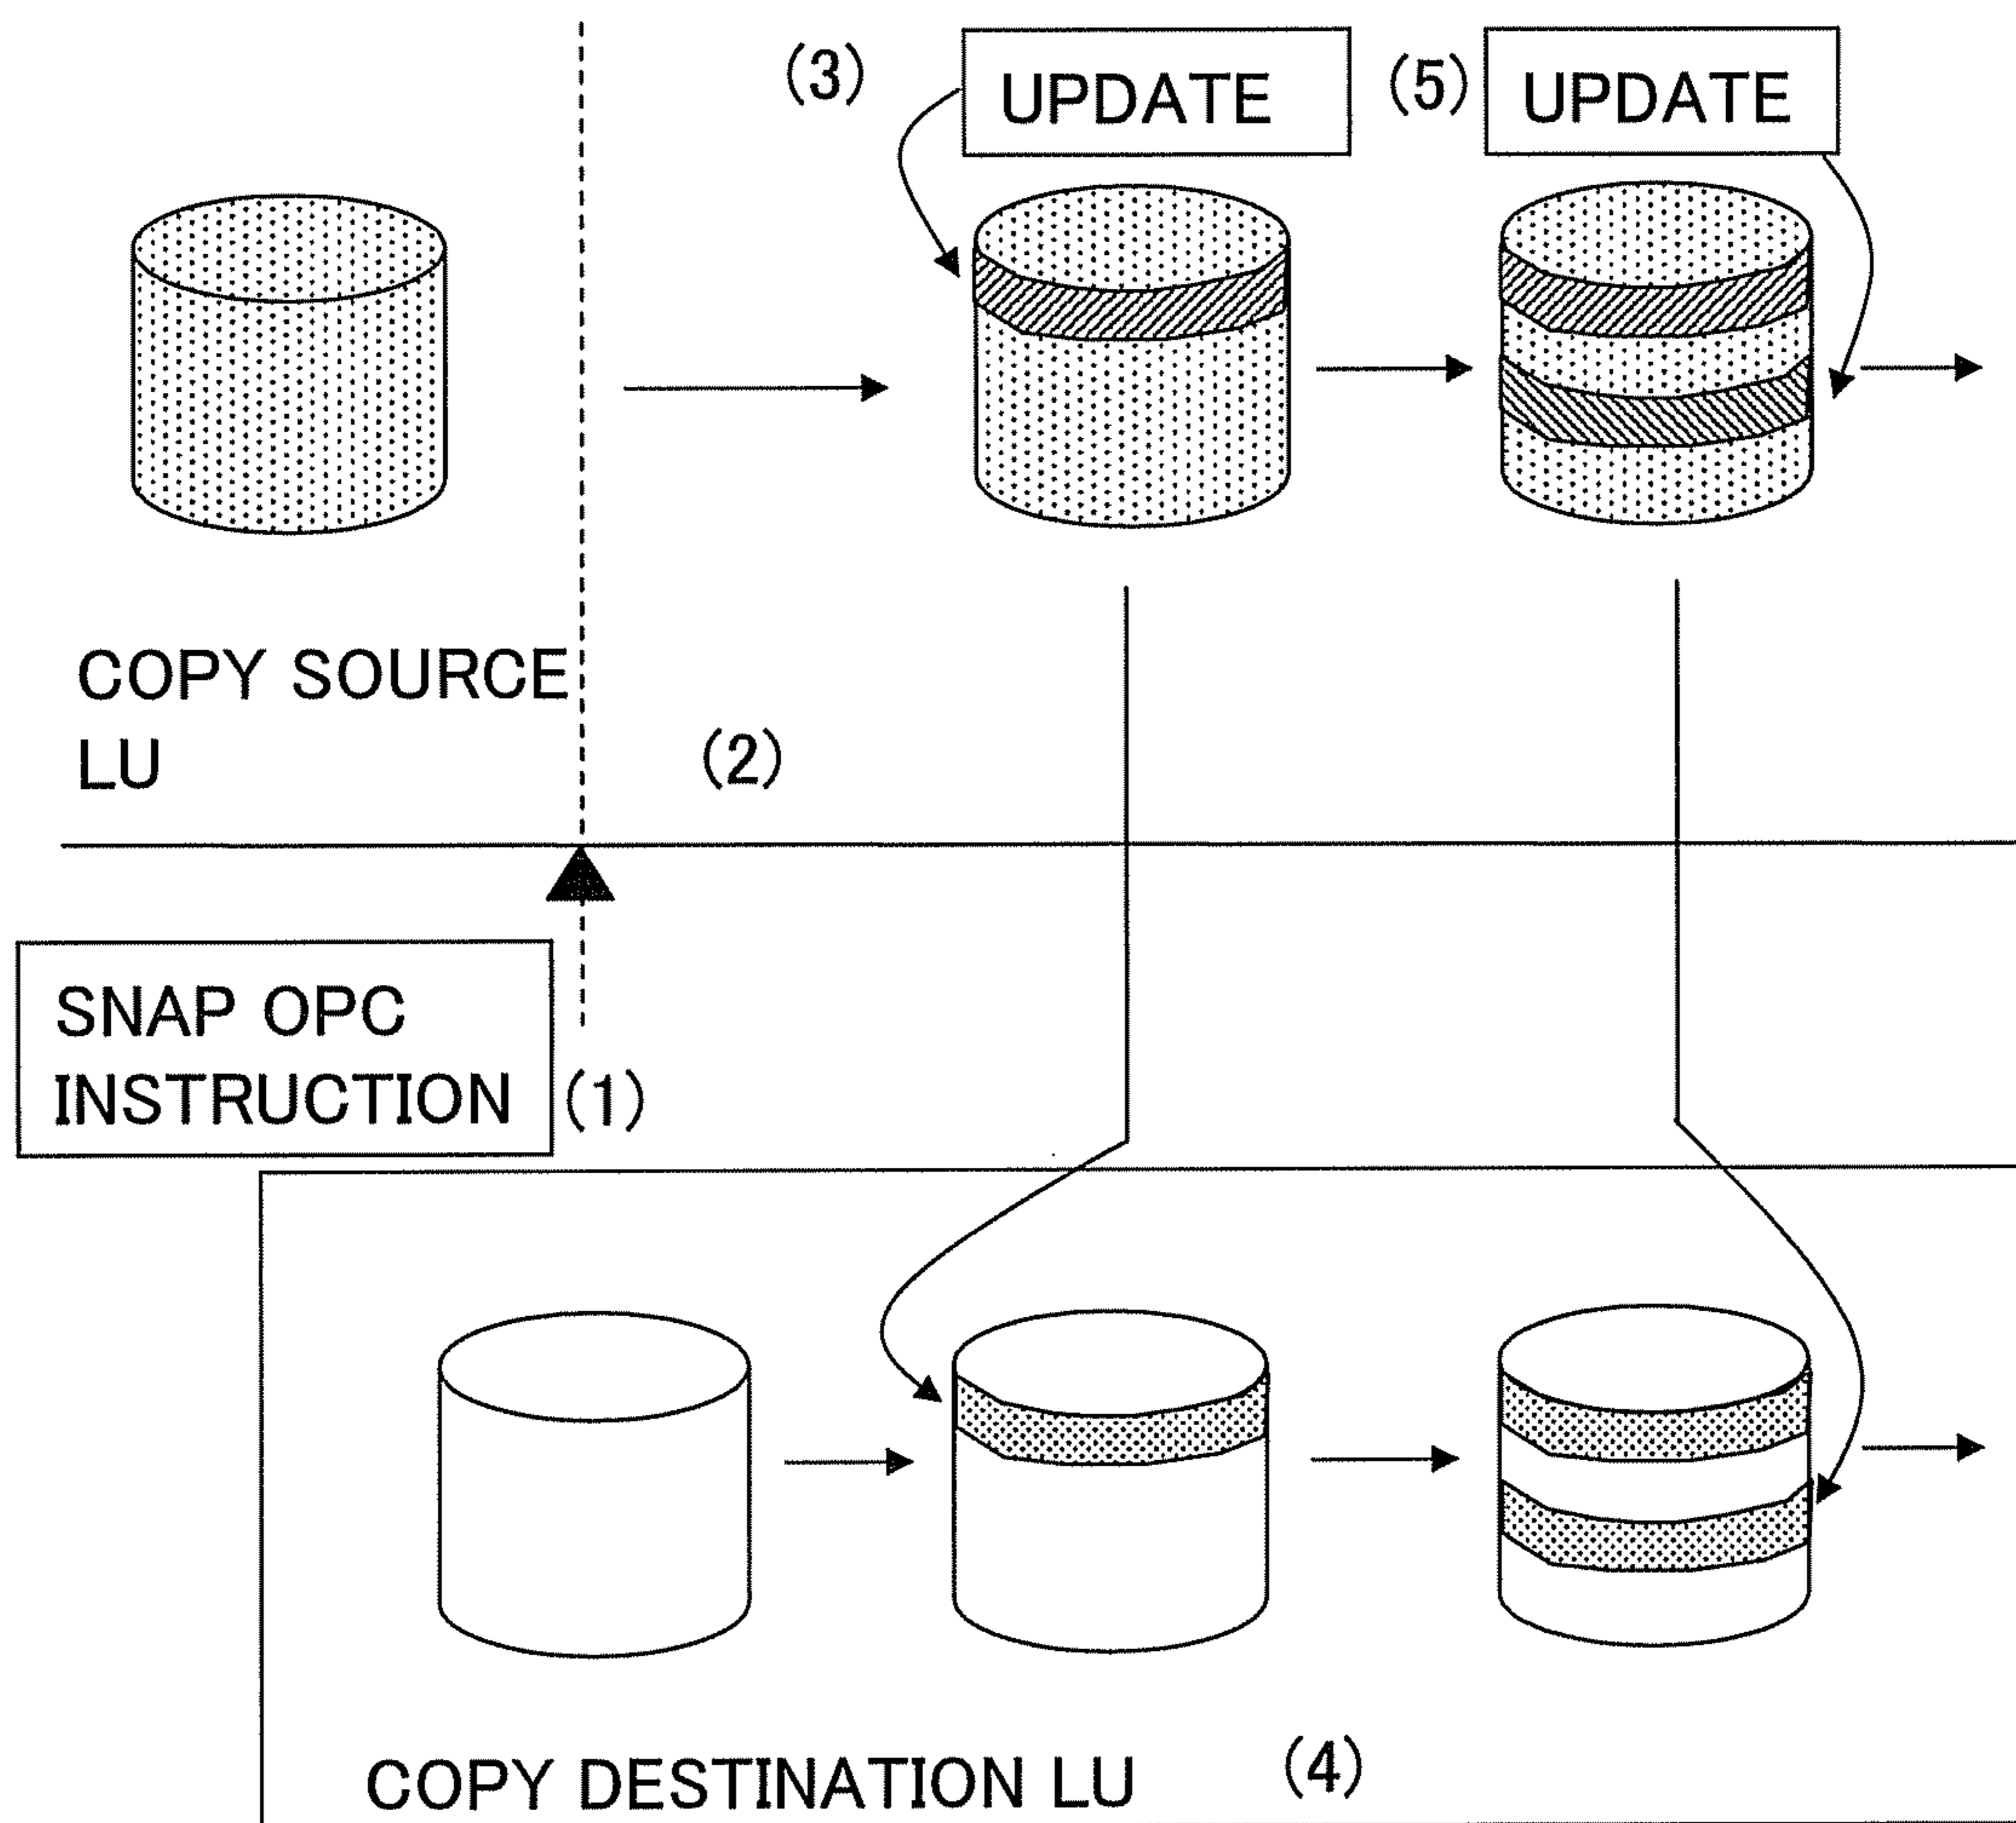 (3)
UPDATE
(5)
UPDATE
COPY SOURCE
LU
(2)
SNAP OPC
INSTRUCTION
(1)
COPY DESTINATION LU
(4)